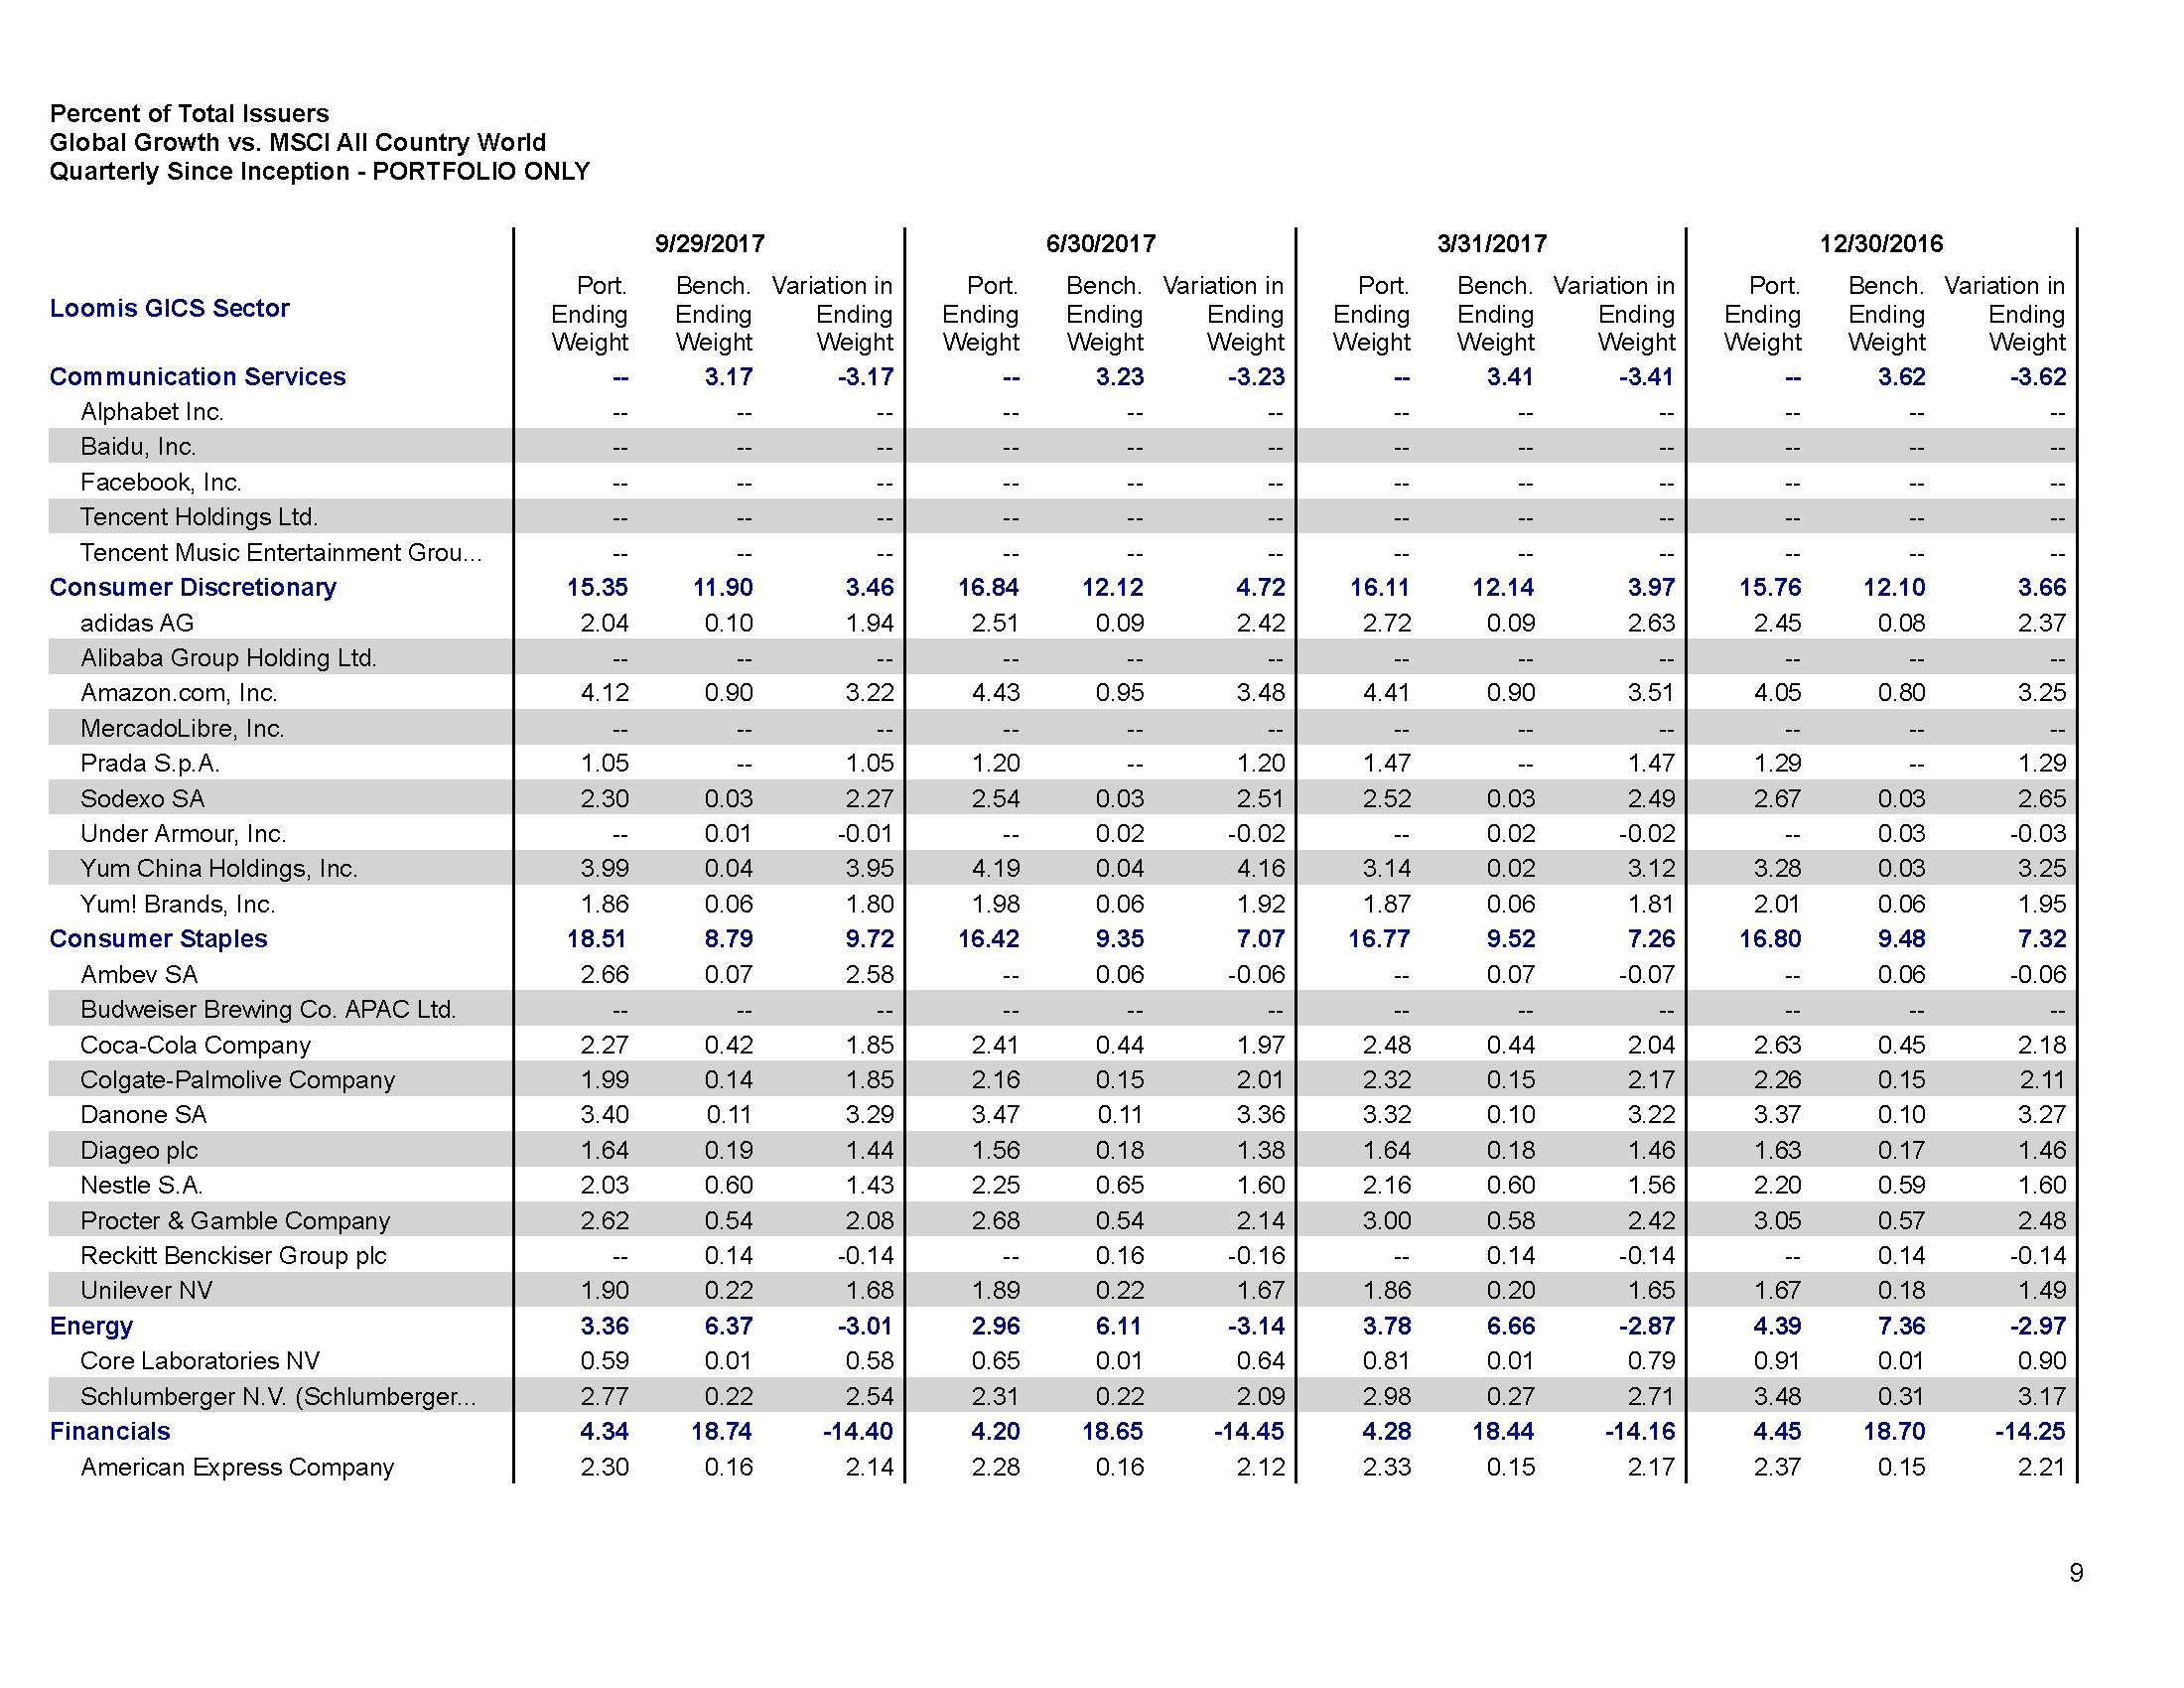 Percent of Total Issuers
Global Growth vs. MSCI All Country World
Quarterly Since Inception - PORTFOLIO ONLY
9/29/2017 6/30/2017 3/31/2017 12/30/2016
Loomis GICS Sector
Port. Bench. Variation in Port. Bench. Variation in Port. Bench. Variation in Port. Bench. Variation in
Ending Ending Ending Ending Ending Ending Ending Ending Ending Ending Ending Ending
Weight Weight Weight Weight Weight Weight Weight Weight Weight Weight Weight Weight
Communication Services -- 3.17 -3.17 -- 3.23 -3.23 -- 3.41 -3.41 -- 3.62 -3.62
Alphabet Inc. -- -- -- -- -- -- -- -- -- -- -- --
Baidu, Inc. -- -- -- -- -- -- -- -- -- -- -- --
Facebook, Inc. -- -- -- -- -- -- -- -- -- -- -- --
Tencent Holdings Ltd. -- -- -- -- -- -- -- -- -- -- -- --
Tencent Music Entertainment Grou... -- -- -- -- -- -- -- -- -- -- -- --
Consumer Discretionary 15.35 11.90 3.46 16.84 12.12 4.72 16.11 12.14 3.97 15.76 12.10 3.66
adidas AG 2.04 0.10 1.94 2.51 0.09 2.42 2.72 0.09 2.63 2.45 0.08 2.37
Alibaba Group Holding Ltd. -- -- -- -- -- -- -- -- -- -- -- --
Amazon.com, Inc. 4.12 0.90 3.22 4.43 0.95 3.48 4.41 0.90 3.51 4.05 0.80 3.25
MercadoLibre, Inc. -- -- -- -- -- -- -- -- -- -- -- --
Prada S.p.A. 1.05 -- 1.05 1.20 -- 1.20 1.47 -- 1.47 1.29 -- 1.29
Sodexo SA 2.30 0.03 2.27 2.54 0.03 2.51 2.52 0.03 2.49 2.67 0.03 2.65
Under Armour, Inc. -- 0.01 -0.01 -- 0.02 -0.02 -- 0.02 -0.02 -- 0.03 -0.03
Yum China Holdings, Inc. 3.99 0.04 3.95 4.19 0.04 4.16 3.14 0.02 3.12 3.28 0.03 3.25
Yum! Brands, Inc. 1.86 0.06 1.80 1.98 0.06 1.92 1.87 0.06 1.81 2.01 0.06 1.95
Consumer Staples 18.51 8.79 9.72 16.42 9.35 7.07 16.77 9.52 7.26 16.80 9.48 7.32
Ambev SA 2.66 0.07 2.58 -- 0.06 -0.06 -- 0.07 -0.07 -- 0.06 -0.06
Budweiser Brewing Co. APAC Ltd. -- -- -- -- -- -- -- -- -- -- -- --
Coca-Cola Company 2.27 0.42 1.85 2.41 0.44 1.97 2.48 0.44 2.04 2.63 0.45 2.18
Colgate-Palmolive Company 1.99 0.14 1.85 2.16 0.15 2.01 2.32 0.15 2.17 2.26 0.15 2.11
Danone SA 3.40 0.11 3.29 3.47 0.11 3.36 3.32 0.10 3.22 3.37 0.10 3.27
Diageo plc 1.64 0.19 1.44 1.56 0.18 1.38 1.64 0.18 1.46 1.63 0.17 1.46
Nestle S.A. 2.03 0.60 1.43 2.25 0.65 1.60 2.16 0.60 1.56 2.20 0.59 1.60
Procter & Gamble Company 2.62 0.54 2.08 2.68 0.54 2.14 3.00 0.58 2.42 3.05 0.57 2.48
Reckitt Benckiser Group plc -- 0.14 -0.14 -- 0.16 -0.16 -- 0.14 -0.14 -- 0.14 -0.14
Unilever NV 1.90 0.22 1.68 1.89 0.22 1.67 1.86 0.20 1.65 1.67 0.18 1.49
Energy 3.36 6.37 -3.01 2.96 6.11 -3.14 3.78 6.66 -2.87 4.39 7.36 -2.97
Core Laboratories NV 0.59 0.01 0.58 0.65 0.01 0.64 0.81 0.01 0.79 0.91 0.01 0.90
Schlumberger N.V. (Schlumberger... 2.77 0.22 2.54 2.31 0.22 2.09 2.98 0.27 2.71 3.48 0.31 3.17
Financials 4.34 18.74 -14.40 4.20 18.65 -14.45 4.28 18.44 -14.16 4.45 18.70 -14.25
American Express Company 2.30 0.16 2.14 2.28 0.16 2.12 2.33 0.15 2.17 2.37 0.15 2.21
9